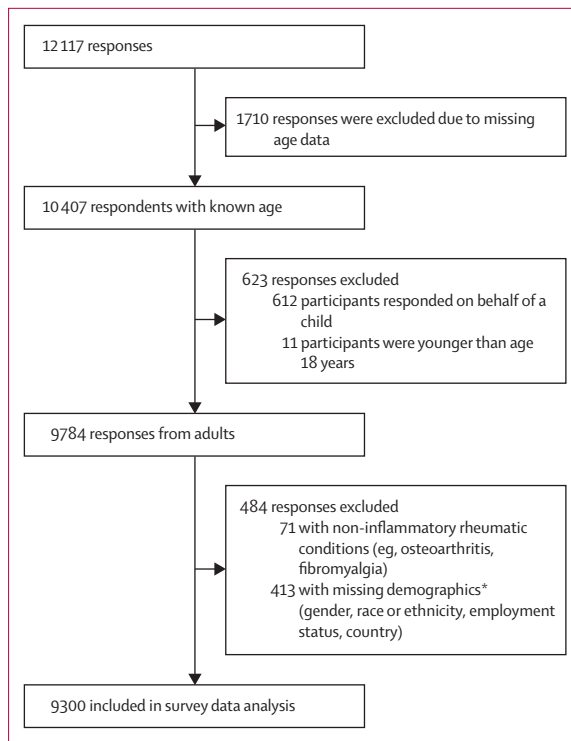 12 117 responses
1710 responses were excluded due to missing
age data
10 407 respondents with known age
623 responses excluded
612 participants responded on behalf of a
child
11 participants were younger than age
18 years
9784 responses from adults
484 responses excluded
71 with non-inflammatory rheumatic
conditions (eg, osteoarthritis,
fibromyalgia)
413 with missing demographics*
(gender, race or ethnicity, employment
status, country)
9300 included in survey data analysis